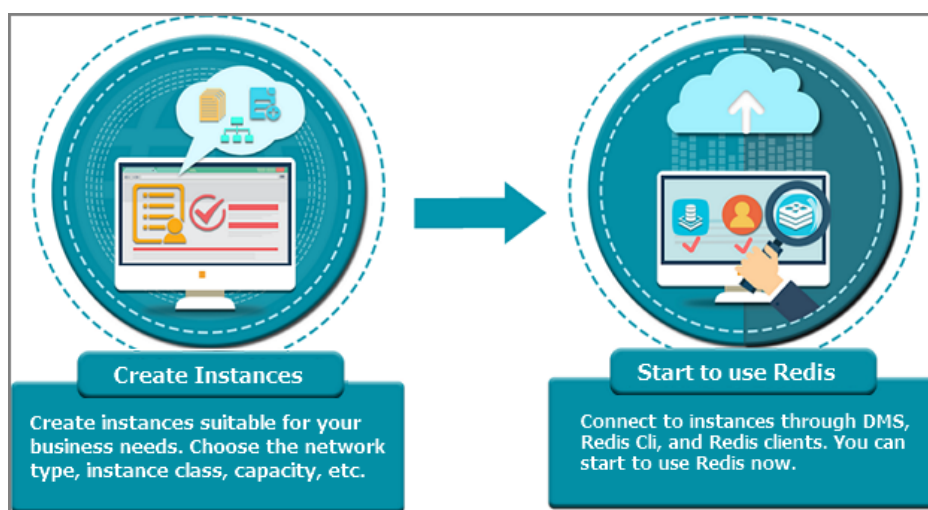 Create Instances
Create instances suitable for your
business needs. Choose the network
type, instance class, capacity, etc.
Start to use Redis
Connect to instances through DMS,
Redis Cli, and Redis clients. You can
start to use Redis now.